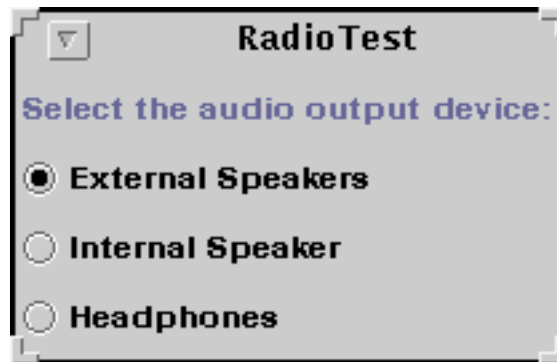 RadioTest
Select the audio output device:
External Speakers
Internal Speaker
Headphones